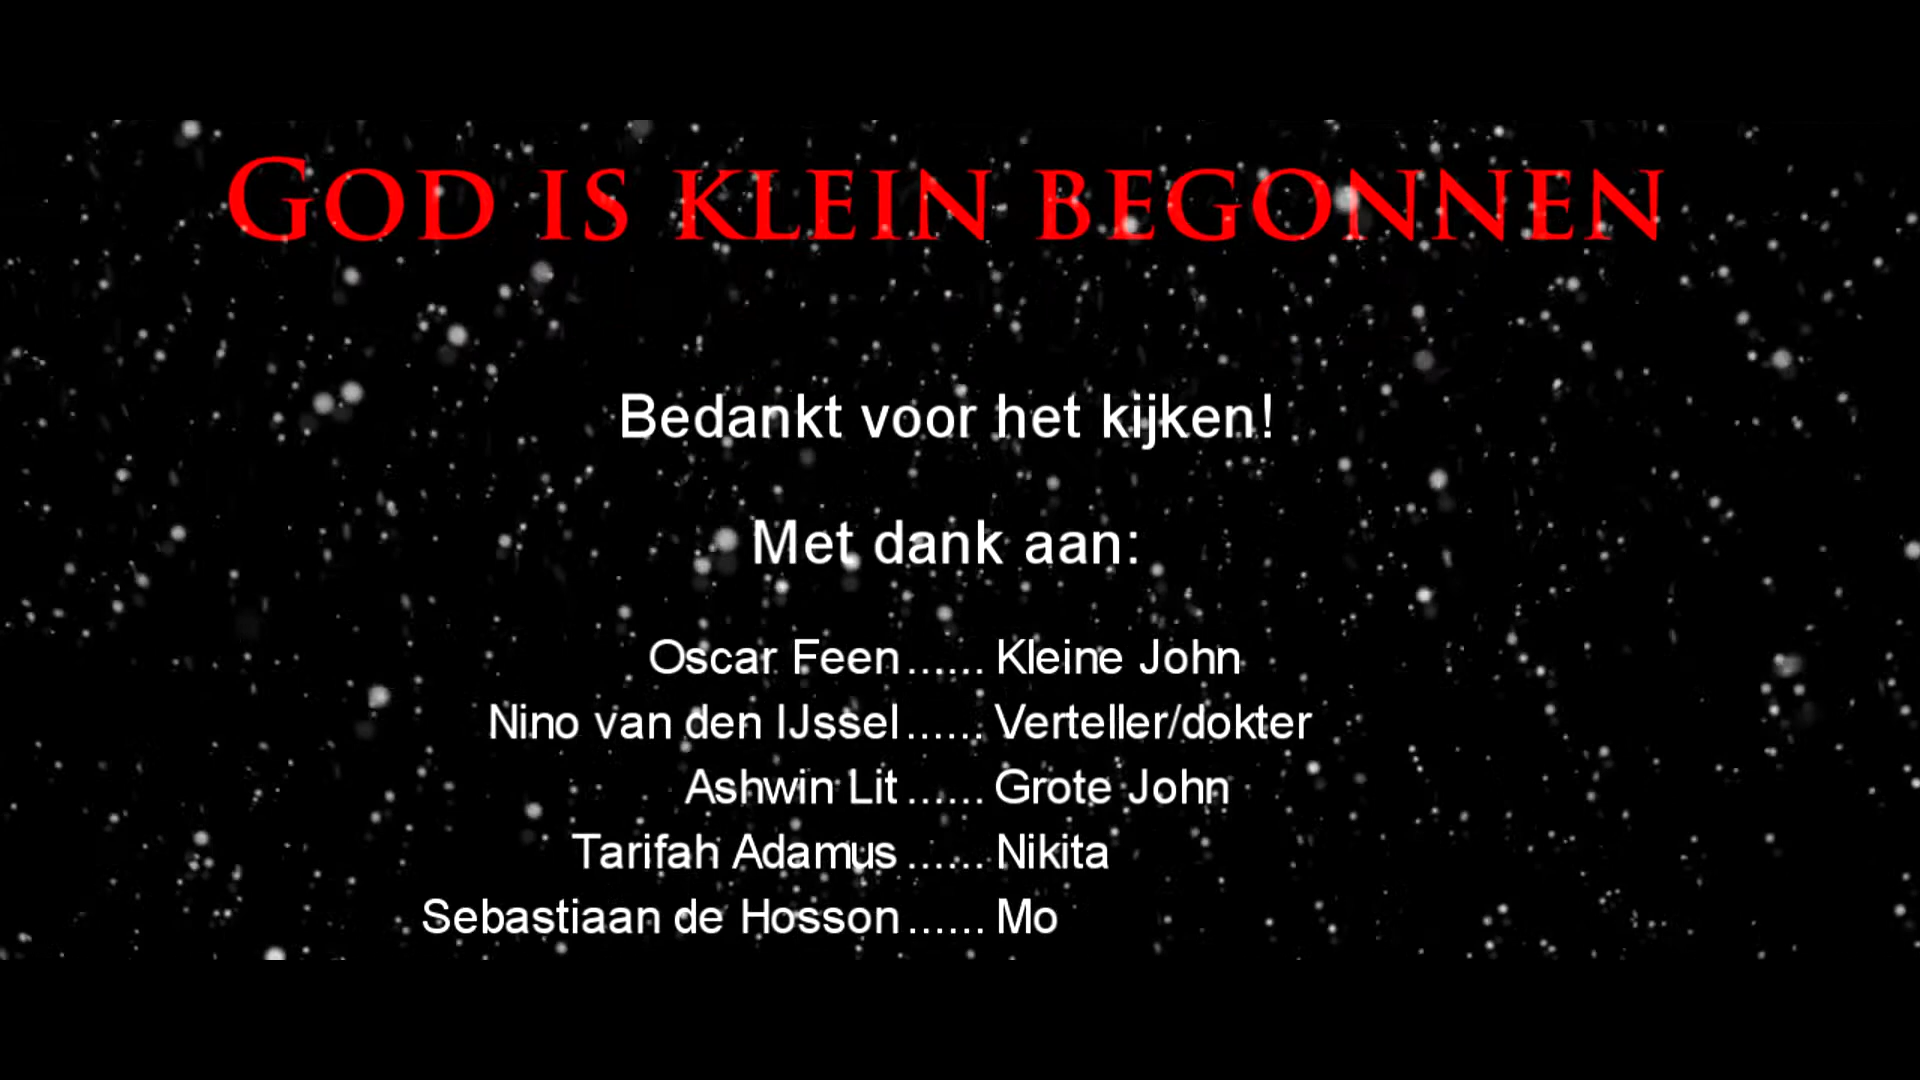 God is klein begonnen
Bedankt voor het kijken!
Met dank aan:
Oscar Feen...... Kleine John
Nino van den IJssel...... Verteller/dokter
Ashwin Lit...... Grote John
Tarifah Adamus...... Nikita
Sebastiaan de Hosson...... Mo